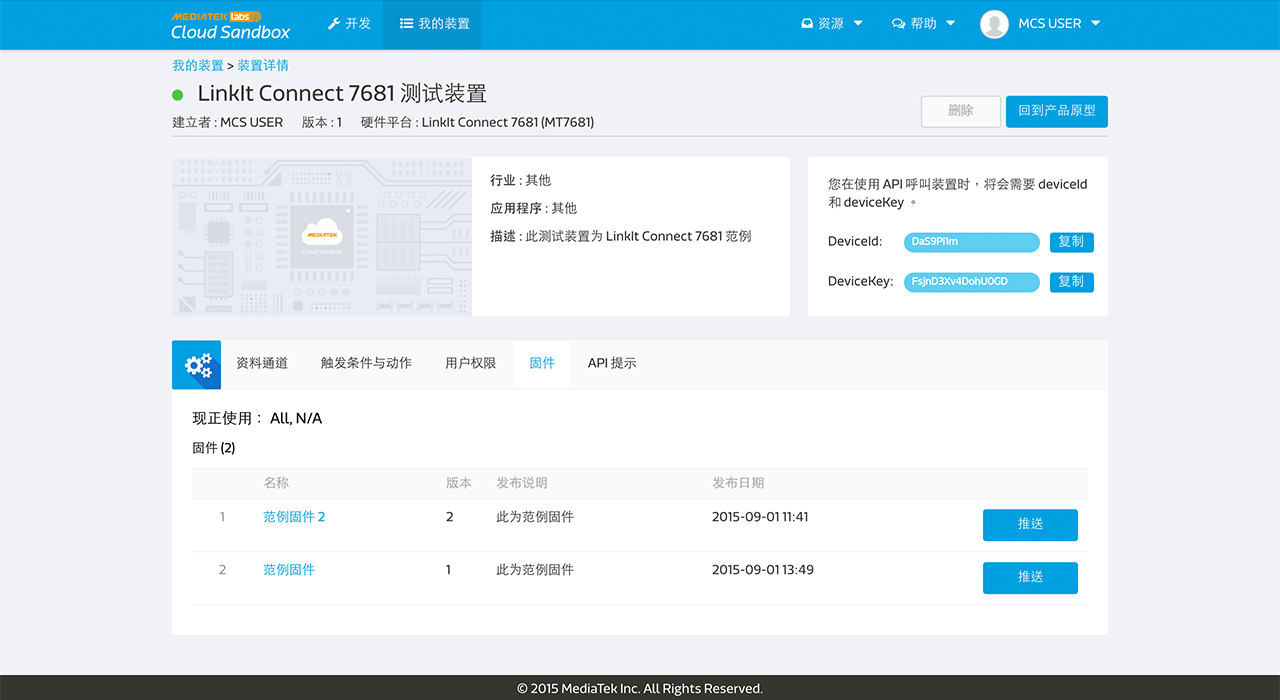 MEDIATEK labs
Cloud Sandbox
开发
我的装置
资源
帮助
MCS USER
我的装置 > 装置详情
LinkIt Connect 7681 测试装置
建立者 : MCS USER 版本 : 1 硬件平台 : LinkIt Connect 7681 (MT7681)
删除
回到产品原型
MEDIATEK
Cloud Sandbox
行业 : 其他
应用程序 : 其他
描述 : 此测试装置为 LinkIt Connect 7681 范例
您在使用 API 呼叫装置时，将会需要 deviceId
和 deviceKey 。
DeviceId: DaS9PI1m 复制
DeviceKey: FsjnD3Xv4DohU0GD 复制
资料通道
触发条件与动作
用户权限
固件
API 提示
现正使用： All, N/A
固件 (2)
名称 版本 发布说明 发布日期
1 范例固件 2 2 此为范例固件 2015-09-01 11:41 推送
2 范例固件 1 此为范例固件 2015-09-01 13:49 推送
© 2015 MediaTek Inc. All Rights Reserved.